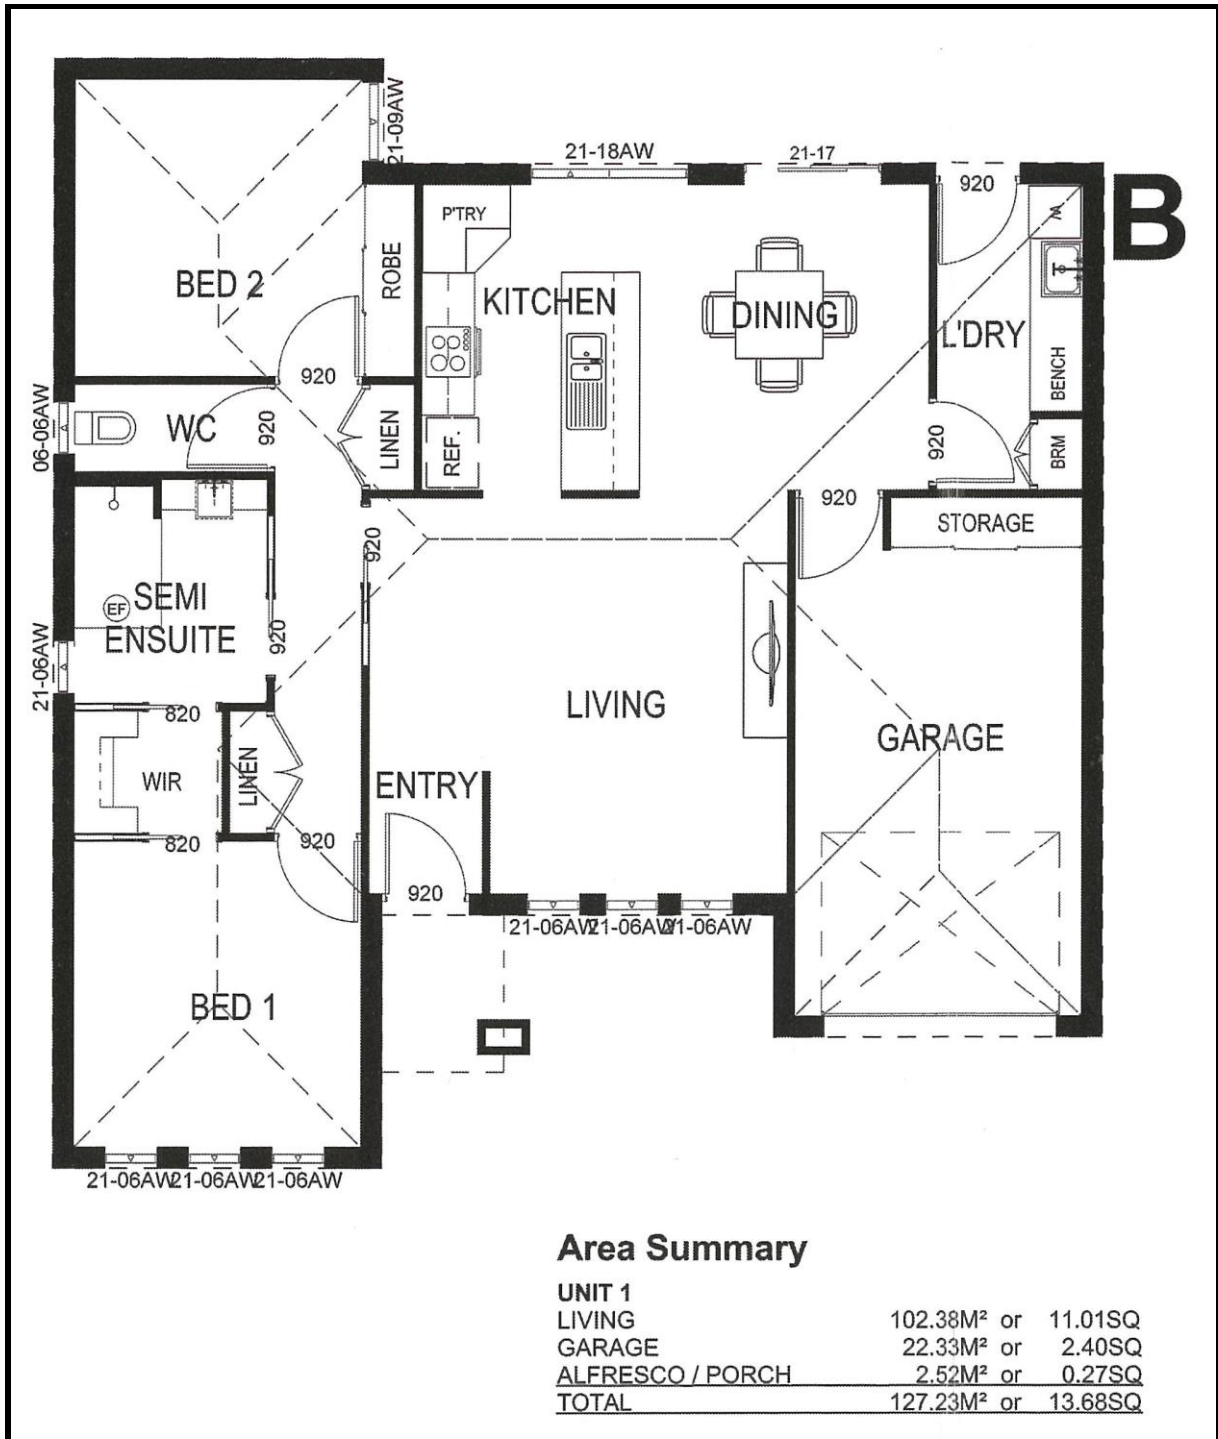 21-09AW
21-18AW
21-17
920
B
P'TRY
W
BED 2
ROBE
KITCHEN
DINING
L'DRY
BENCH
920
06-06AW
WC
920
LINEN
REF.
920
BRM
920
STORAGE
920
EF
SEMI
ENSUITE
920
21-06AW
820
LIVING
GARAGE
WIR
LINEN
ENTRY
820
920
920
21-06AW
21-06AW
21-06AW
BED 1
21-06AW
21-06AW
21-06AW
Area Summary
UNIT 1
LIVING 102.38M² or 11.01SQ
GARAGE 22.33M² or 2.40SQ
ALFRESCO / PORCH 2.52M² or 0.27SQ
TOTAL 127.23M² or 13.68SQ